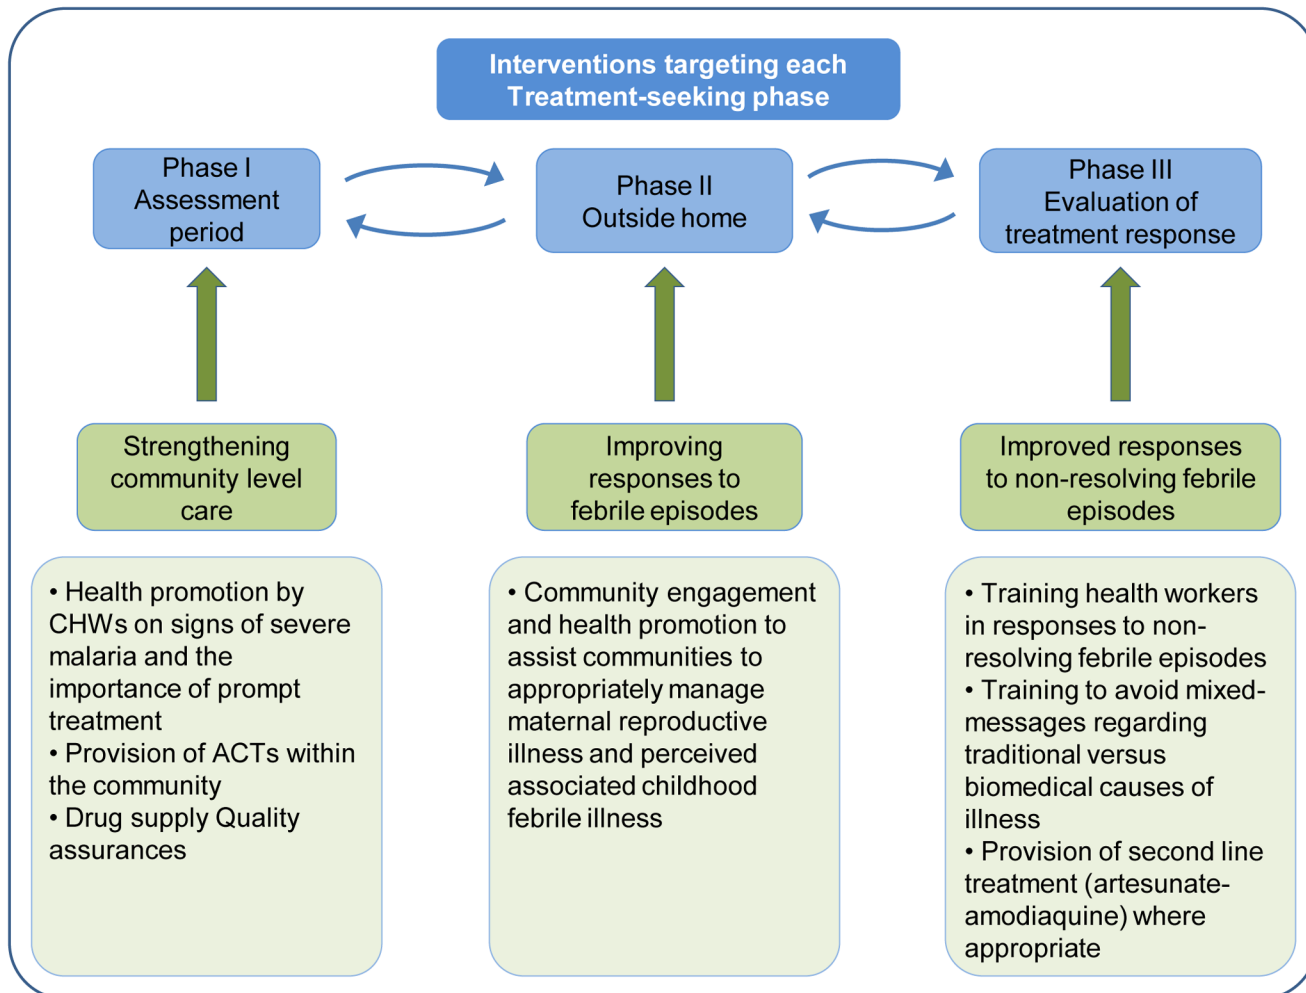 Interventions targeting each
Treatment-seeking phase
Phase I
Assessment
period
Phase II
Outside home
Phase III
Evaluation of
treatment response
Strengthening
community level
care
Improving
responses to
febrile episodes
Improved responses
to non-resolving febrile
episodes
• Health promotion by
CHWs on signs of severe
malaria and the
importance of prompt
treatment
• Provision of ACTs within
the community
• Drug supply Quality
assurances
• Community engagement
and health promotion to
assist communities to
appropriately manage
maternal reproductive
illness and perceived
associated childhood
febrile illness
• Training health workers
in responses to non-
resolving febrile episodes
• Training to avoid mixed-
messages regarding
traditional versus
biomedical causes of
illness
• Provision of second line
treatment (artesunate-
amodiaquine) where
appropriate